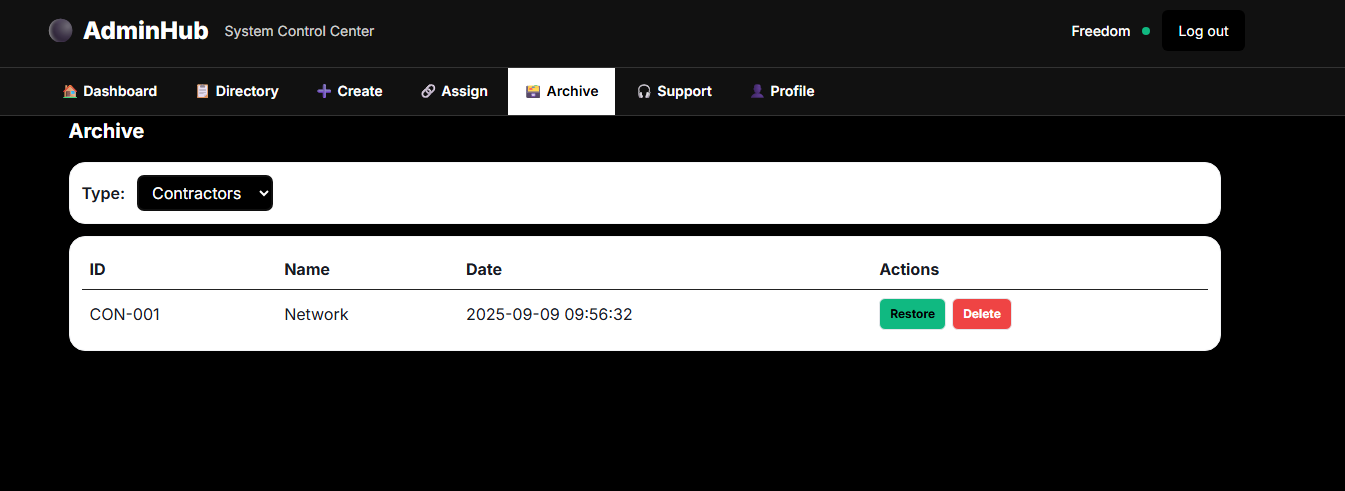 AdminHub System Control Center Freedom Log out
Dashboard Directory Create Assign Archive Support Profile
Archive
Type: Contractors
ID Name Date Actions
CON-001 Network 2025-09-09 09:56:32 Restore Delete